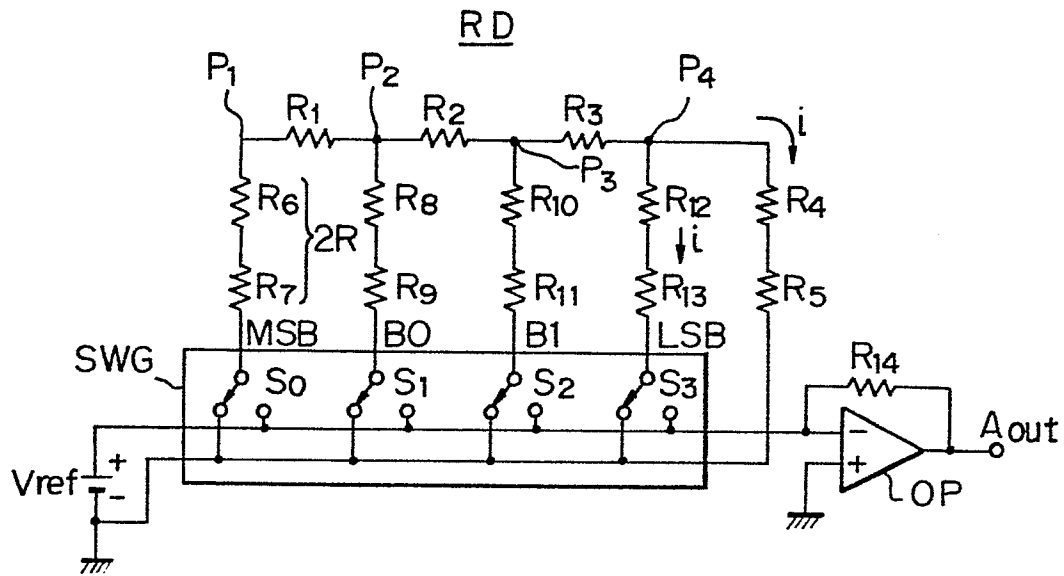 RD
P1 P2 P4
R1 R2 R3 i
P3
R6 R8 R10 R12 R4
2R i
R7 R9 R11 R13 R5
MSB B0 B1 LSB
SWG
S0 S1 S2 S3 R14
+ − Aout
Vref − + OP